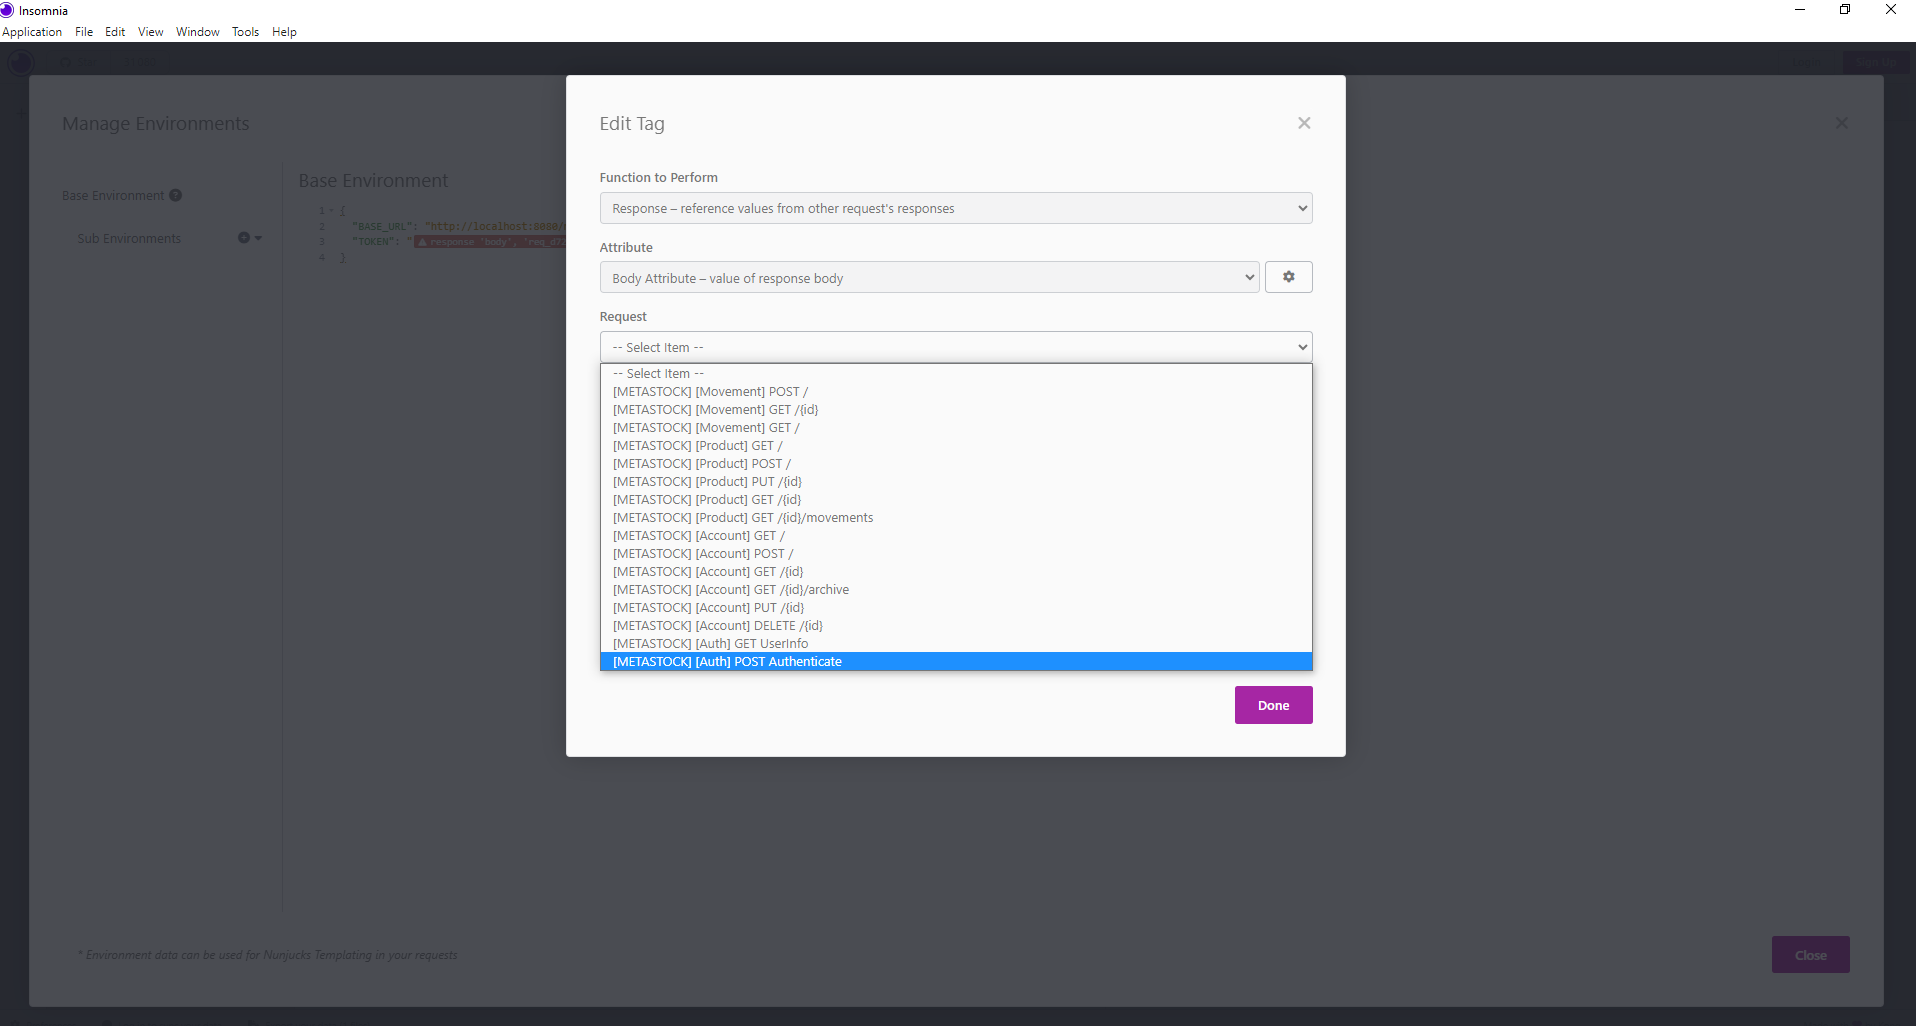 Insomnia
Application File Edit View Window Tools Help
Sign Up
Manage Environments
Base Environment ?
Sub Environments
Base Environment
1 {
2 "BASE_URL": "http://localhost:8080/
3 "TOKEN": " response 'body', 'req_d72
4 }
Edit Tag
Function to Perform
Response – reference values from other request's responses
Attribute
Body Attribute – value of response body
Request
-- Select Item --
-- Select Item --
[METASTOCK] [Movement] POST /
[METASTOCK] [Movement] GET /{id}
[METASTOCK] [Movement] GET /
[METASTOCK] [Product] GET /
[METASTOCK] [Product] POST /
[METASTOCK] [Product] PUT /{id}
[METASTOCK] [Product] GET /{id}
[METASTOCK] [Product] GET /{id}/movements
[METASTOCK] [Account] GET /
[METASTOCK] [Account] POST /
[METASTOCK] [Account] GET /{id}
[METASTOCK] [Account] GET /{id}/archive
[METASTOCK] [Account] PUT /{id}
[METASTOCK] [Account] DELETE /{id}
[METASTOCK] [Auth] GET UserInfo
[METASTOCK] [Auth] POST Authenticate
Done
* Environment data can be used for Nunjucks Templating in your requests
Close